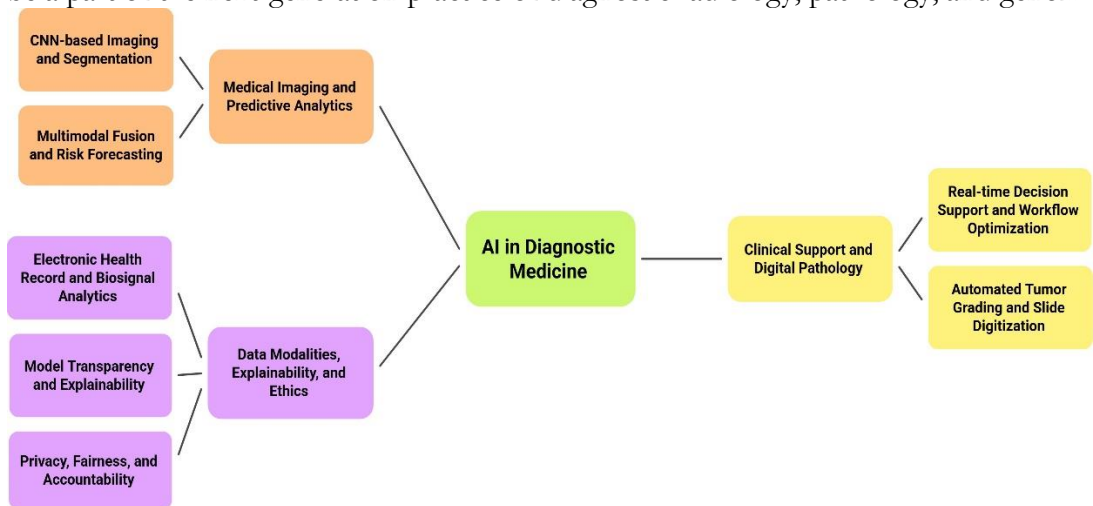 CNN-based Imaging
and Segmentation
Medical Imaging and
Predictive Analytics
Multimodal Fusion
and Risk Forecasting
Electronic Health
Record and Biosignal
Analytics
Model Transparency
and Explainability
Data Modalities,
Explainability, and
Ethics
Privacy, Fairness, and
Accountability
AI in Diagnostic
Medicine
Clinical Support and
Digital Pathology
Real-time Decision
Support and Workflow
Optimization
Automated Tumor
Grading and Slide
Digitization